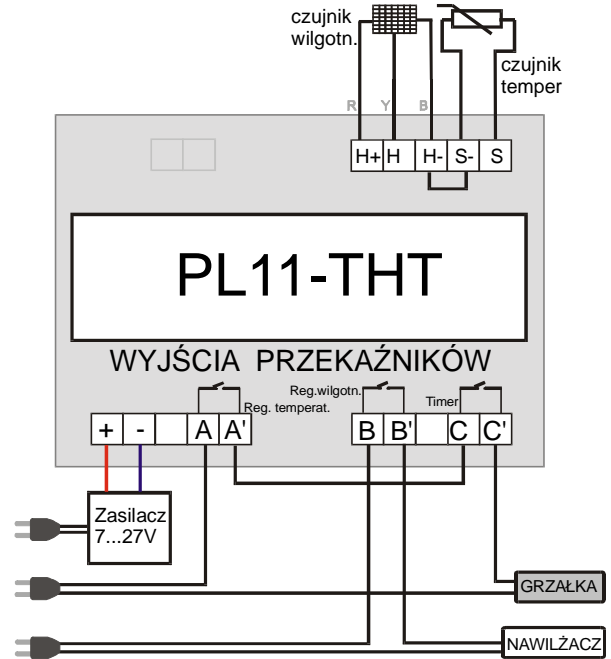 czujnik
wilgotn.
czujnik
temper
R Y B
H+ H H- S- S
PL11-THT
WYJŚCIA PRZEKAŹNIKÓW
Reg. temperat.
Reg.wilgotn.
Timer
+ - A A' B B' C C'
Zasilacz
7...27V
GRZAŁKA
NAWILŻACZ